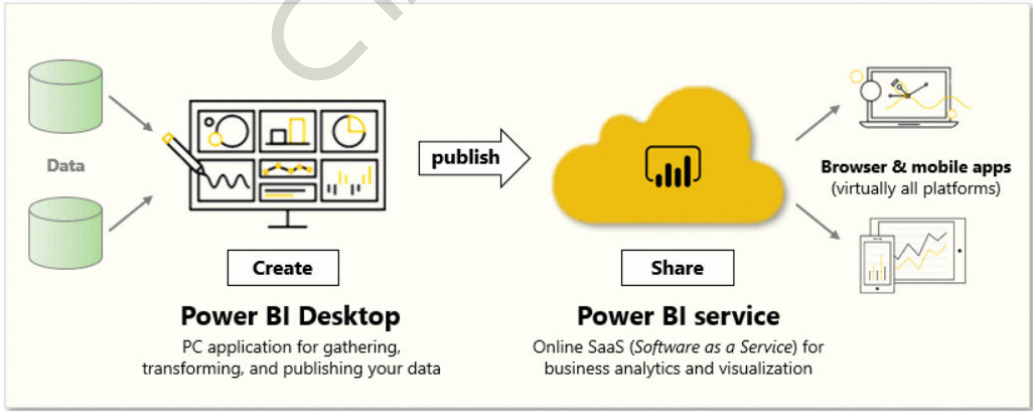 Data
publish
Create
Share
Power BI Desktop
PC application for gathering,
transforming, and publishing your data
Power BI service
Online SaaS (Software as a Service) for
business analytics and visualization
Browser & mobile apps
(virtually all platforms)